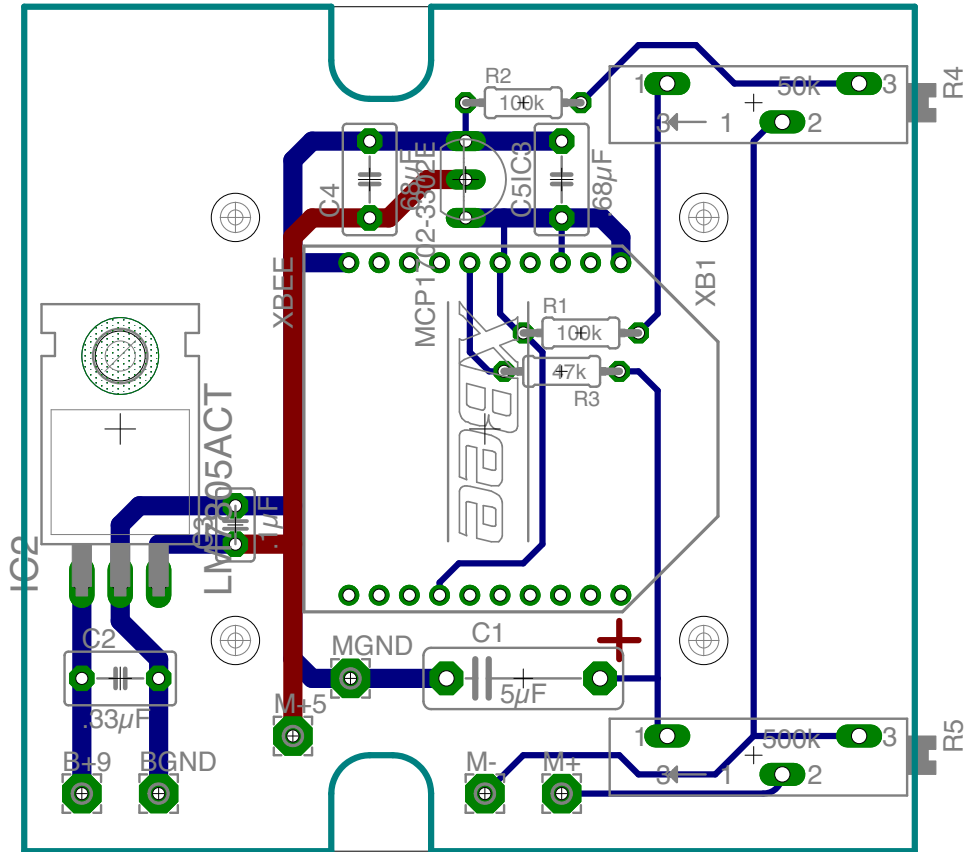 R2
100k
1
50k
3
R4
3
1
2
C4
.68µF
MCP1702-3302E
C5
IC3
.68µF
XBEE
XB1
R1
100k
47k
R3
XBee
LM7805ACT
C3
.1µF
IC2
C2
.33µF
MGND
C1
5µF
M+5
B+9
BGND
M-
M+
1
500k
3
R5
3
1
2